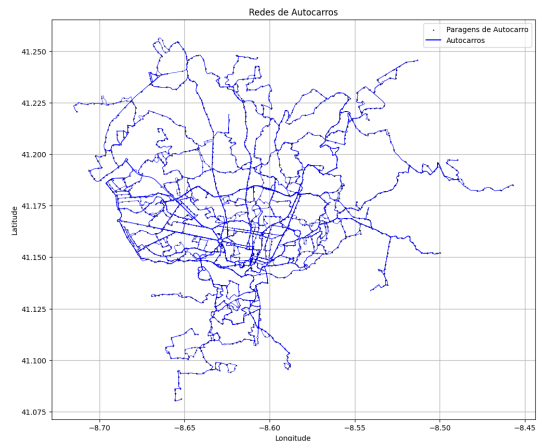 Redes de Autocarros
Paragens de Autocarro
Autocarros
41.250
41.225
41.200
41.175
41.150
41.125
41.100
41.075
Latitude
−8.70
−8.65
−8.60
−8.55
−8.50
−8.45
Longitude